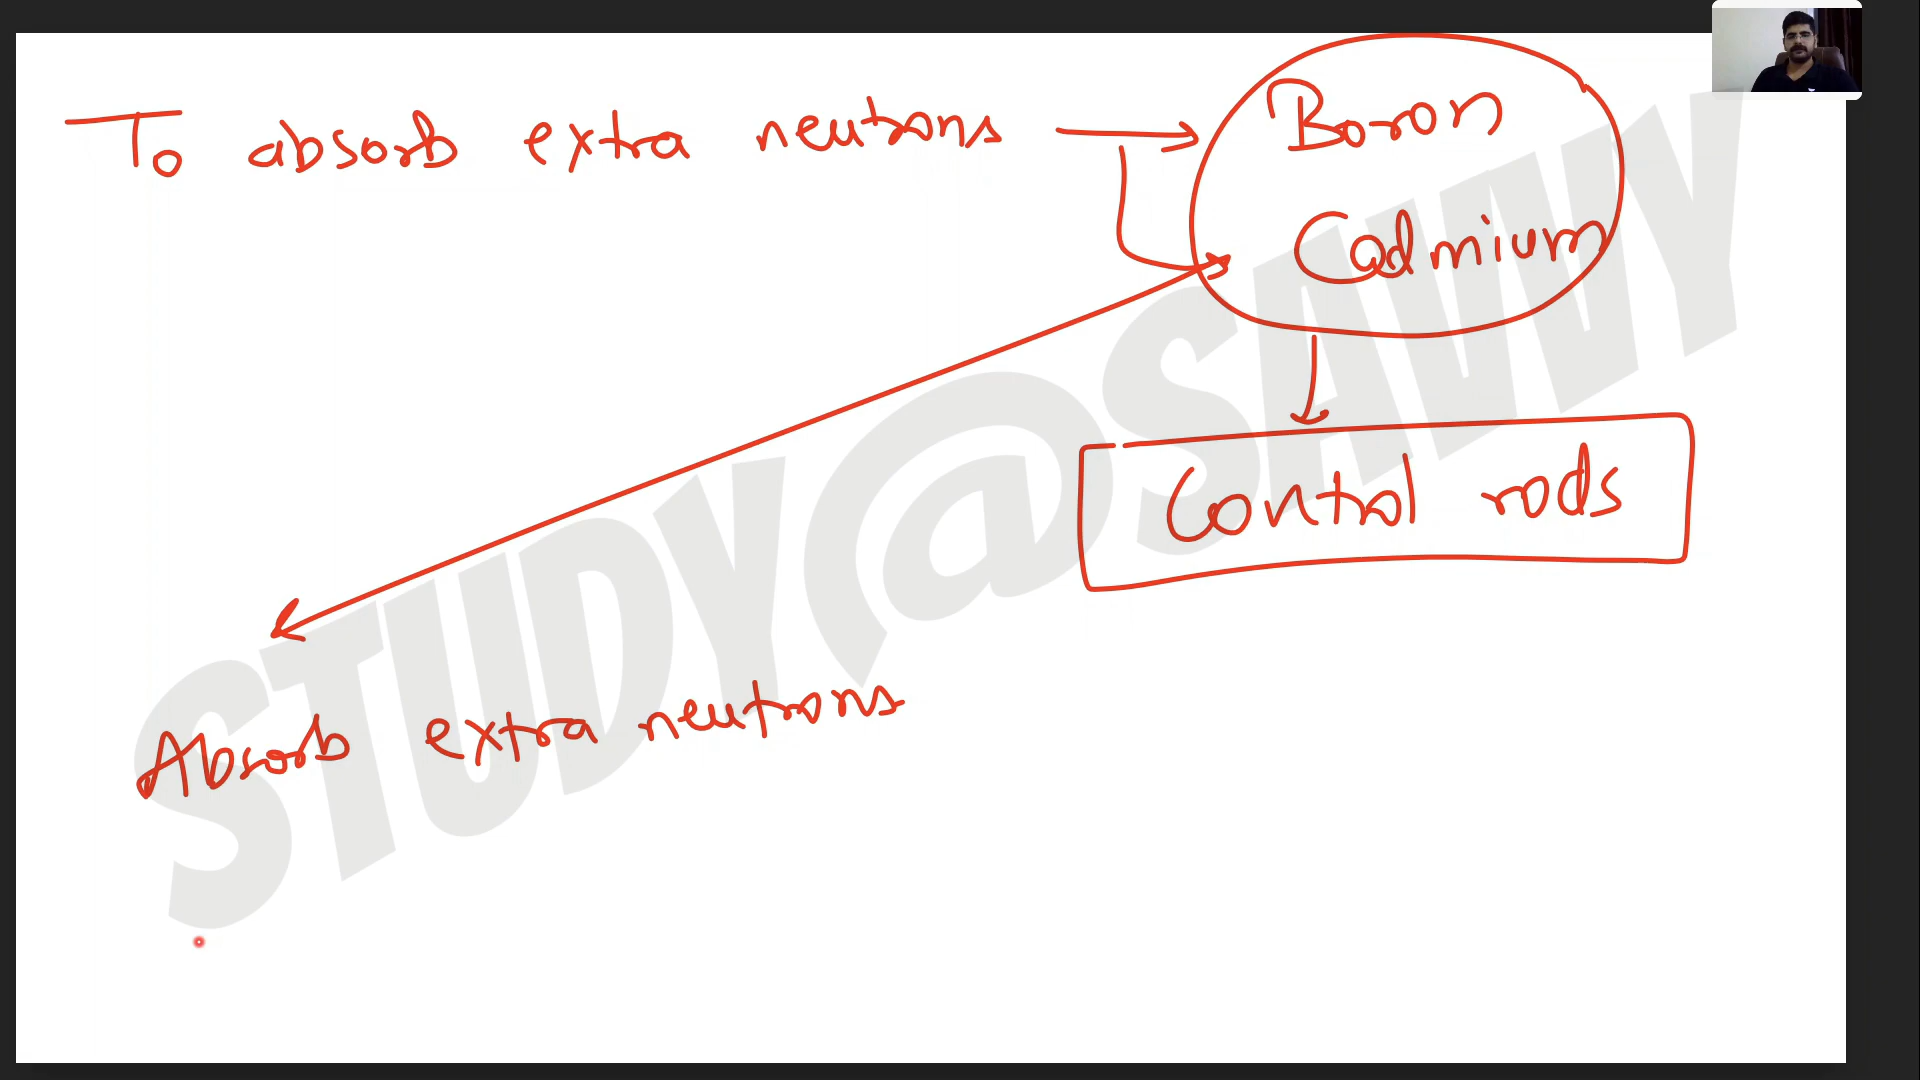 To absorb extra neutrons → Boron
Cadmium
Control rods
Absorb extra neutrons
STUDY@SAVVY